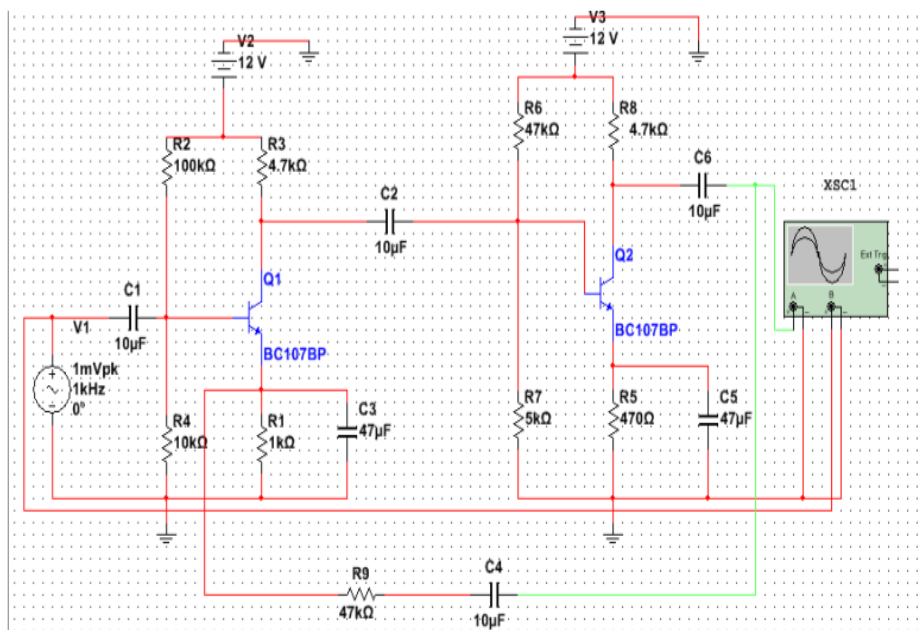 V2
12 V
V3
12 V
R2
100kΩ
R3
4.7kΩ
R6
47kΩ
R8
4.7kΩ
C2
10µF
C6
10µF
XSC1
Ext Trig
A
B
Q1
BC107BP
Q2
BC107BP
C1
10µF
V1
1mVpk
1kHz
0°
R4
10kΩ
R1
1kΩ
C3
47µF
R7
5kΩ
R5
470Ω
C5
47µF
R9
47kΩ
C4
10µF